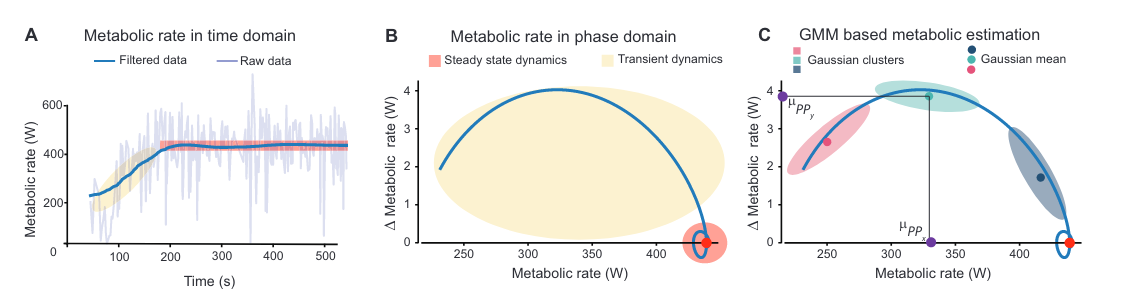 A Metabolic rate in time domain
Filtered data Raw data
Metabolic rate (W)
600
400
200
0
100 200 300 400 500
Time (s)
B Metabolic rate in phase domain
Steady state dynamics Transient dynamics
Δ Metabolic rate (W)
4
3
2
1
0
250 300 350 400
Metabolic rate (W)
C GMM based metabolic estimation
Gaussian clusters Gaussian mean
Δ Metabolic rate (W)
4
3
2
1
0
μPPy
μPPx
250 300 350 400
Metabolic rate (W)